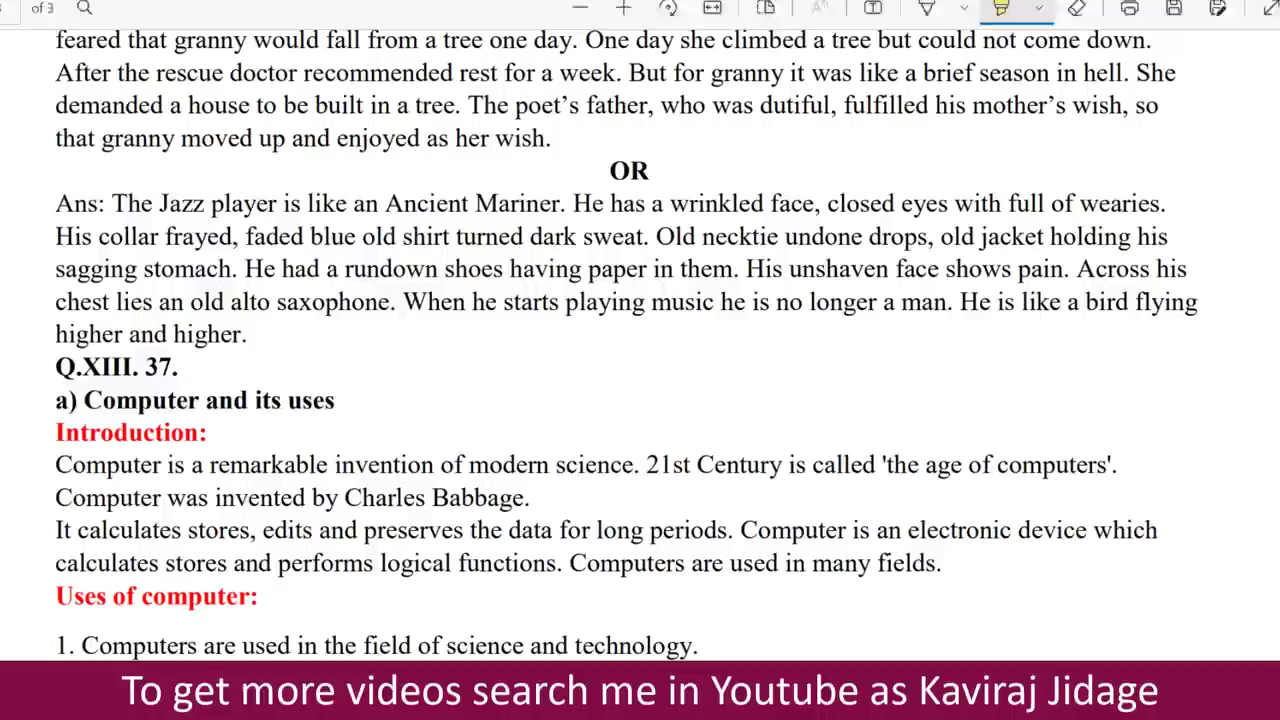 of 3
feared that granny would fall from a tree one day. One day she climbed a tree but could not come down.
After the rescue doctor recommended rest for a week. But for granny it was like a brief season in hell. She
demanded a house to be built in a tree. The poet's father, who was dutiful, fulfilled his mother's wish, so
that granny moved up and enjoyed as her wish.
OR
Ans: The Jazz player is like an Ancient Mariner. He has a wrinkled face, closed eyes with full of wearies.
His collar frayed, faded blue old shirt turned dark sweat. Old necktie undone drops, old jacket holding his
sagging stomach. He had a rundown shoes having paper in them. His unshaven face shows pain. Across his
chest lies an old alto saxophone. When he starts playing music he is no longer a man. He is like a bird flying
higher and higher.
Q.XIII. 37.
a) Computer and its uses
Introduction:
Computer is a remarkable invention of modern science. 21st Century is called 'the age of computers'.
Computer was invented by Charles Babbage.
It calculates stores, edits and preserves the data for long periods. Computer is an electronic device which
calculates stores and performs logical functions. Computers are used in many fields.
Uses of computer:
1. Computers are used in the field of science and technology.
To get more videos search me in Youtube as Kaviraj Jidage